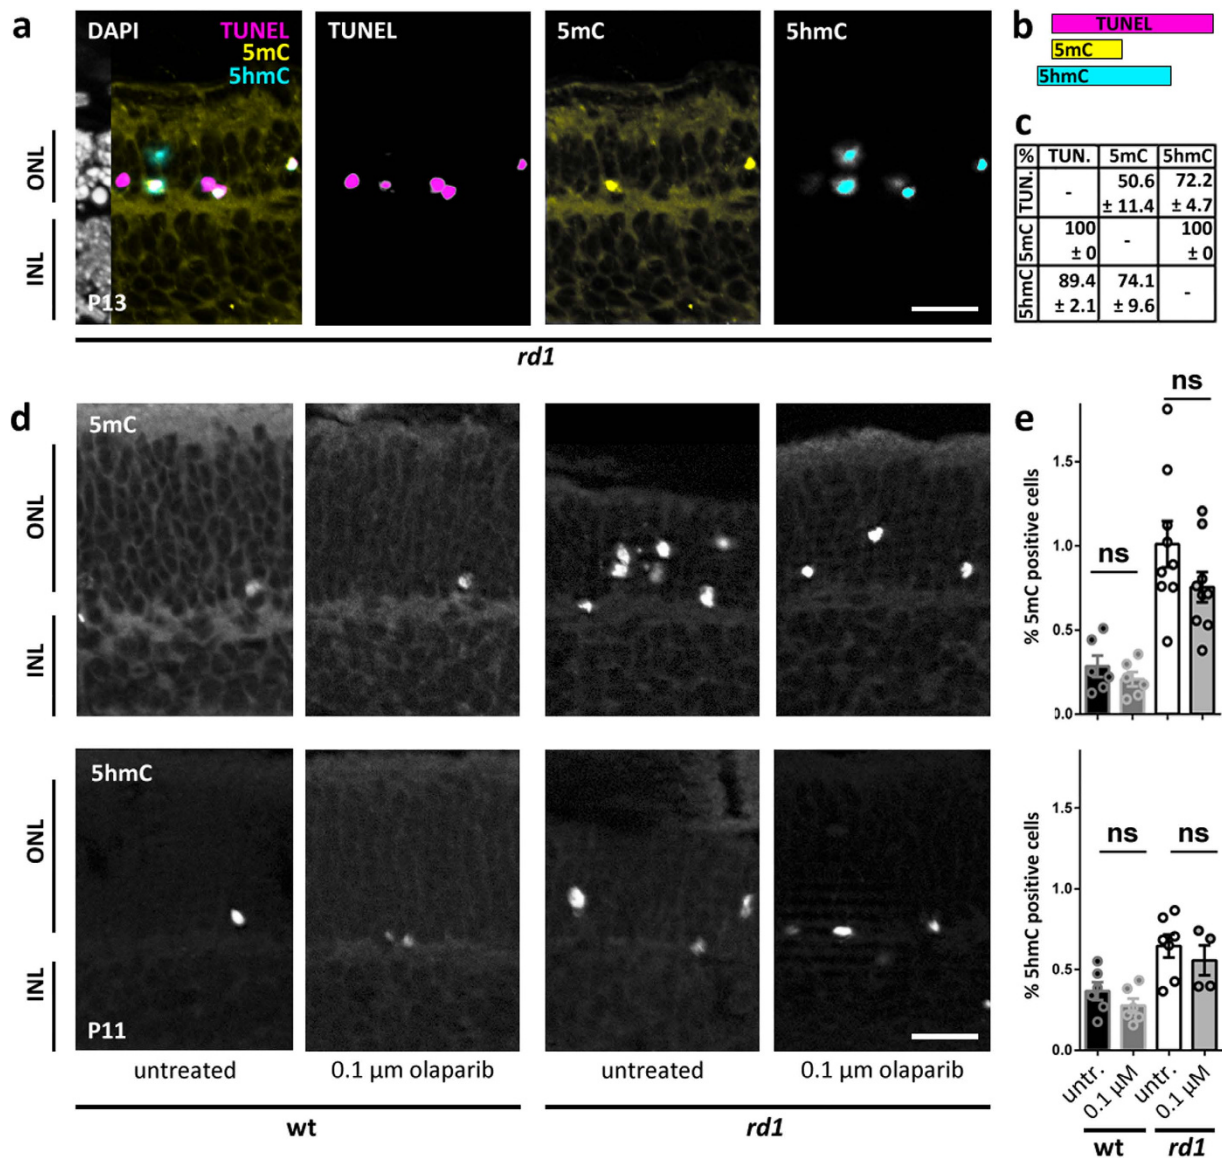 a
DAPI TUNEL
5mC
5hmC
TUNEL
5mC
5hmC
ONL
INL
P13
rd1
b
TUNEL
5mC
5hmC
c
% TUN. 5mC 5hmC
TUN. - 50.6 ± 11.4 72.2 ± 4.7
5mC 100 ± 0 - 100 ± 0
5hmC 89.4 ± 2.1 74.1 ± 9.6 -
d
5mC
ONL
INL
5hmC
ONL
INL
P11
untreated 0.1 µm olaparib untreated 0.1 µm olaparib
wt rd1
e
% 5mC positive cells
1.5
1.0
0.5
0.0
ns
ns
% 5hmC positive cells
1.5
1.0
0.5
0.0
ns ns
untr. 0.1 µM untr. 0.1 µM
wt rd1